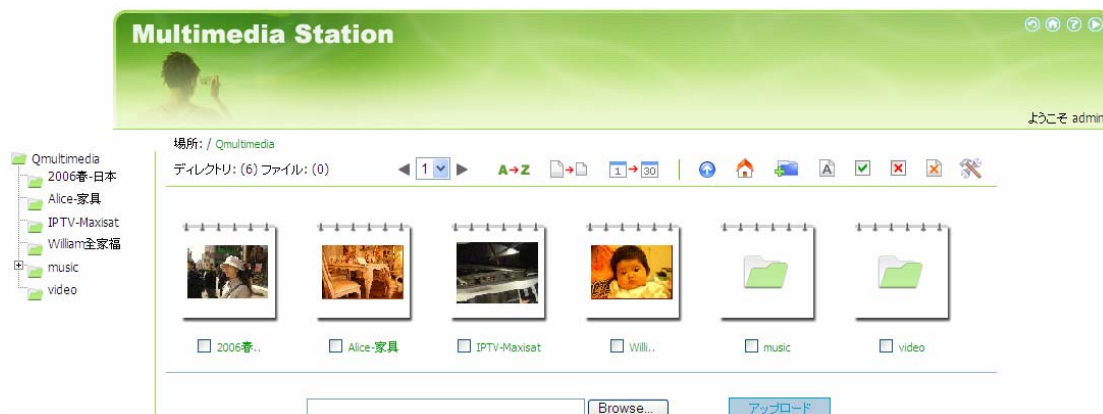 Multimedia Station
ようこそ admin
場所: / Qmultimedia
ディレクトリ: (6) ファイル: (0)
1
A→Z
1→30
A
Qmultimedia
2006春-日本
Alice-家具
IPTV-Maxisat
William全家福
music
video
2006春..
Alice-家具
IPTV-Maxisat
Willi..
music
video
Browse...
アップロード